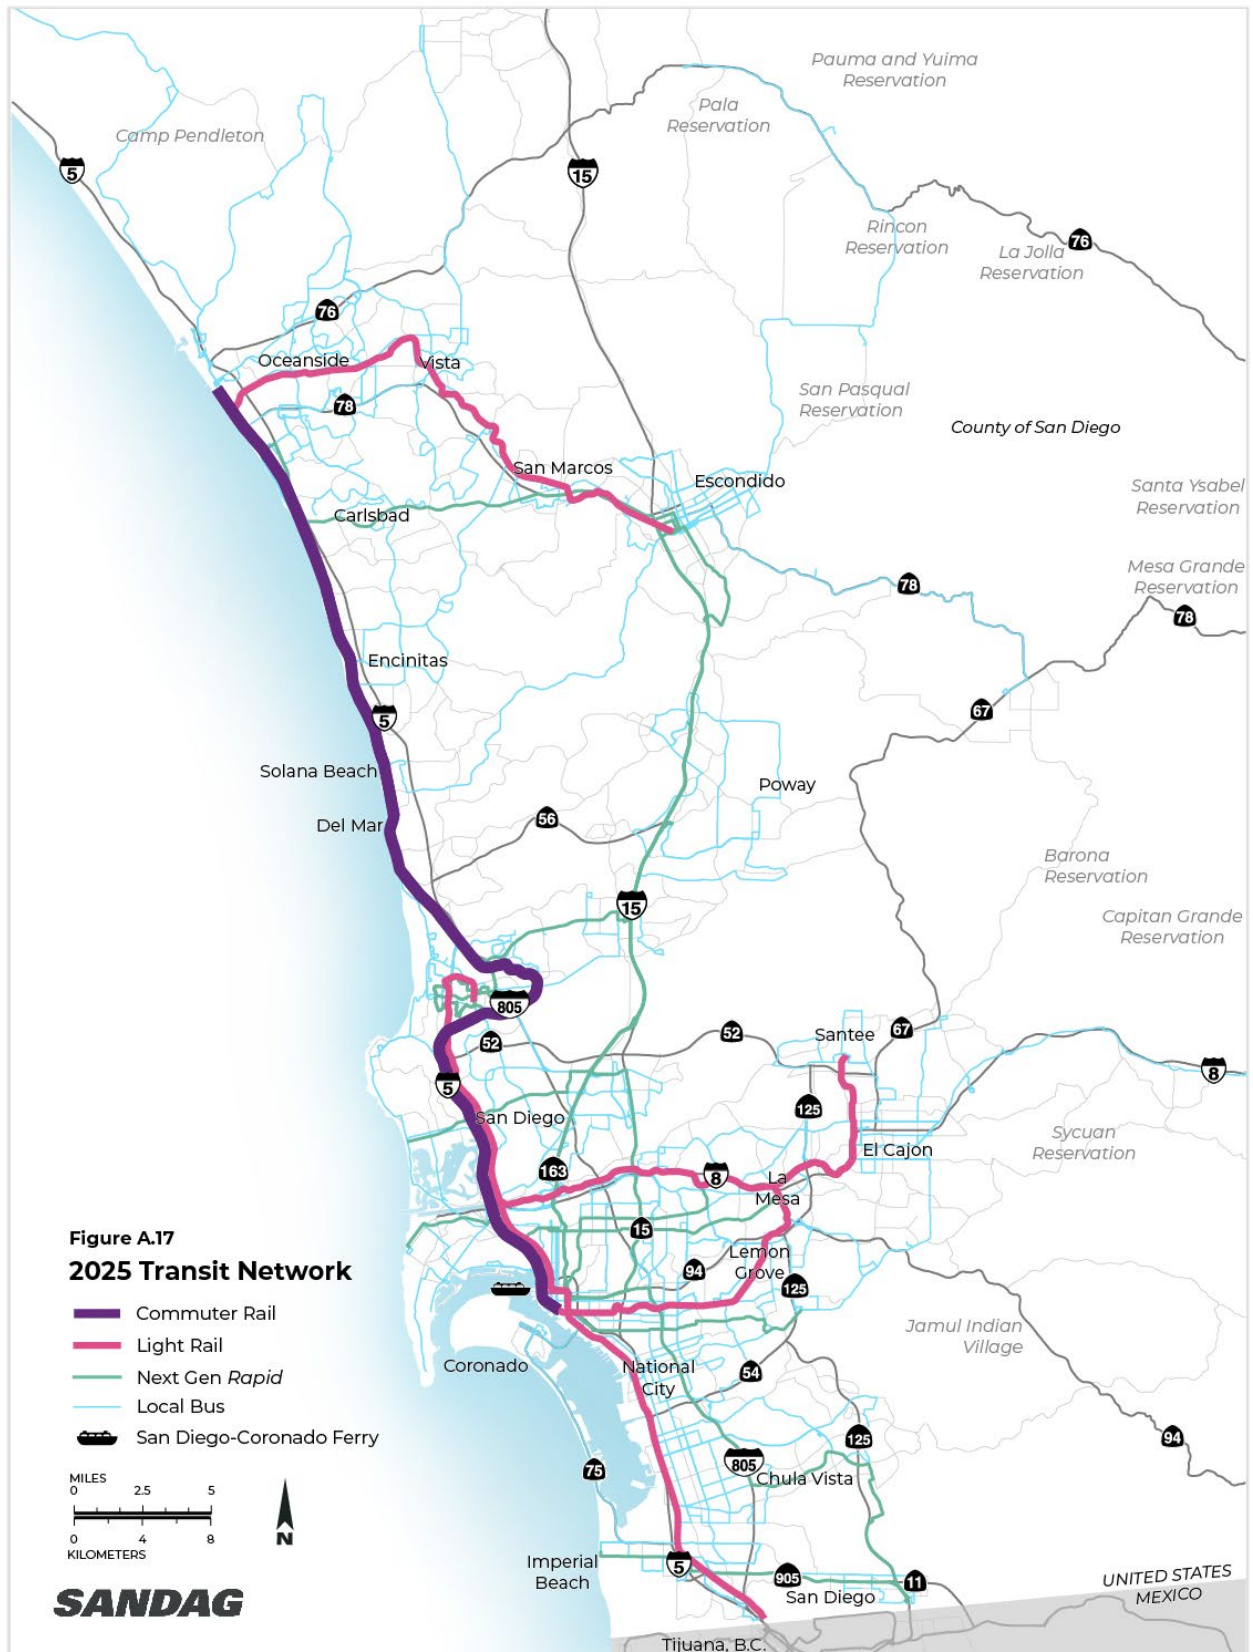 Pauma and Yuima
Reservation
Pala
Reservation
Camp Pendleton
5
15
Rincon
Reservation
76
La Jolla
Reservation
76
Oceanside
Vista
San Pasqual
Reservation
78
County of San Diego
San Marcos
Escondido
Santa Ysabel
Reservation
Carlsbad
Mesa Grande
Reservation
78
78
Encinitas
67
5
Solana Beach
Poway
56
Del Mar
Barona
Reservation
15
Capitan Grande
Reservation
805
52
52
Santee
67
8
5
125
San Diego
Sycuan
Reservation
El Cajon
163
8
La
Mesa
15
Lemon
Grove
94
125
Figure A.17
2025 Transit Network
Commuter Rail
Light Rail
Next Gen Rapid
Local Bus
San Diego-Coronado Ferry
Jamul Indian
Village
Coronado
National
City
54
125
94
805
75
Chula Vista
MILES
0 2.5 5
0 4 8
KILOMETERS
N
Imperial
Beach
5
905
11
San Diego
UNITED STATES
MEXICO
SANDAG
Tijuana, B.C.